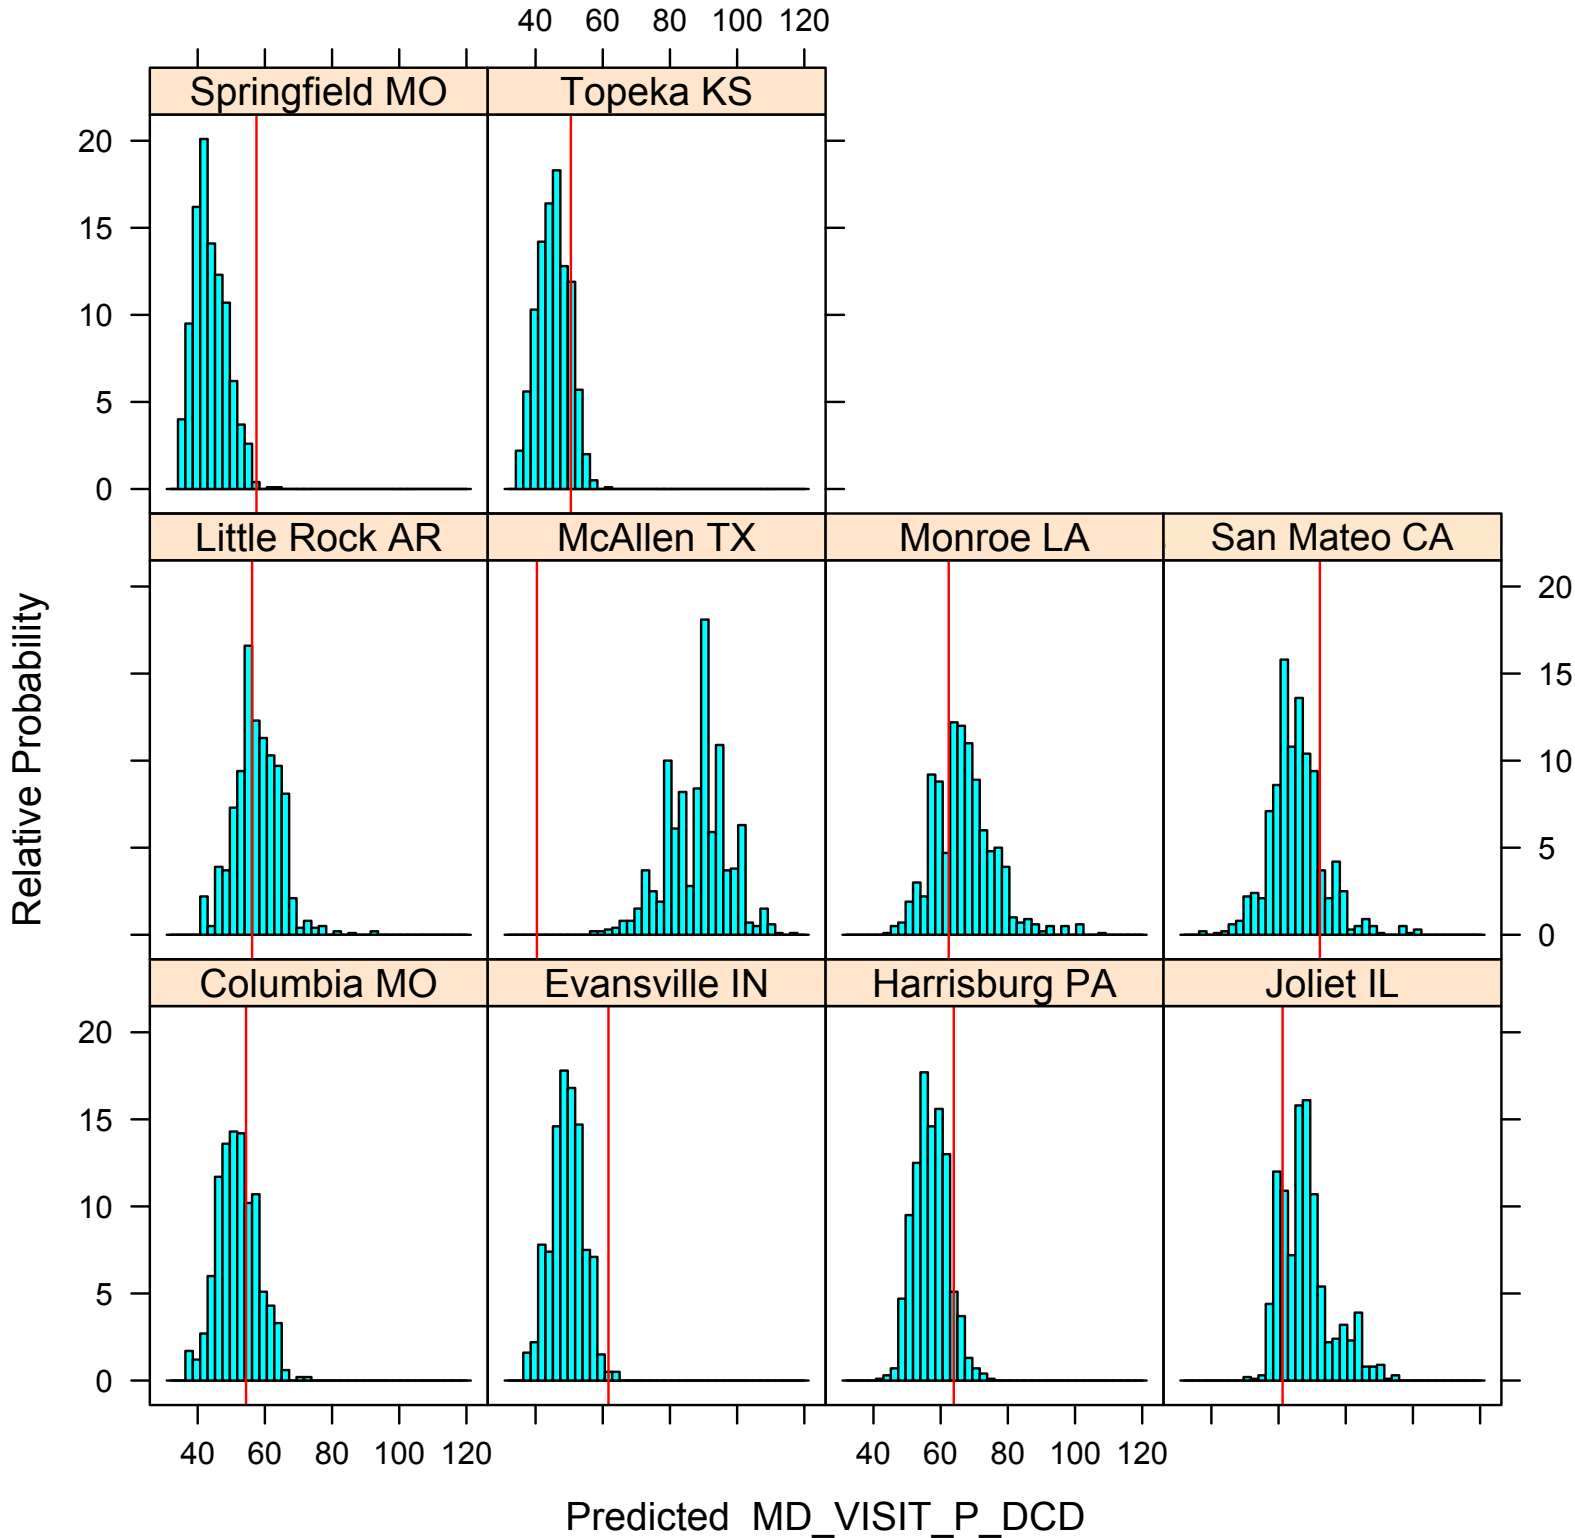 40 60 80 100 120
Springfield MO Topeka KS
20
15
10
5
0
Little Rock AR McAllen TX Monroe LA San Mateo CA
20
15
10
5
0
Relative Probability
Columbia MO Evansville IN Harrisburg PA Joliet IL
20
15
10
5
0
40 60 80 100 120 40 60 80 100 120
Predicted MD_VISIT_P_DCD